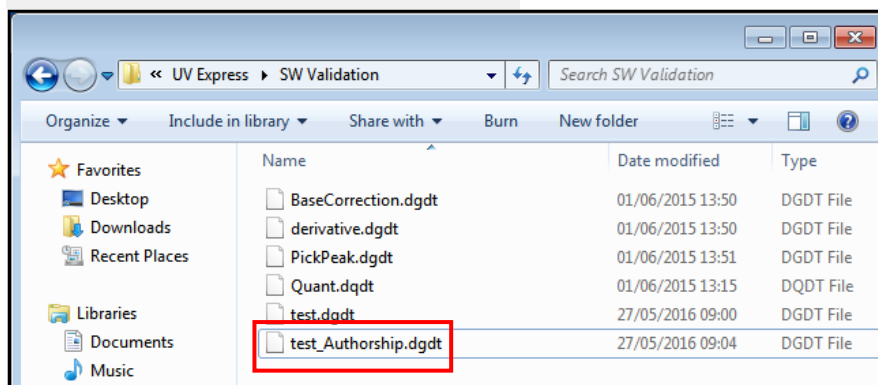 « UV Express ▸ SW Validation
Search SW Validation
Organize Include in library Share with Burn New folder
Name Date modified Type
BaseCorrection.dgdt 01/06/2015 13:50 DGDT File
derivative.dgdt 01/06/2015 13:50 DGDT File
PickPeak.dgdt 01/06/2015 13:51 DGDT File
Quant.dqdt 01/06/2015 13:15 DQDT File
test.dgdt 27/05/2016 09:00 DGDT File
test_Authorship.dgdt 27/05/2016 09:04 DGDT File
Favorites
Desktop
Downloads
Recent Places
Libraries
Documents
Music